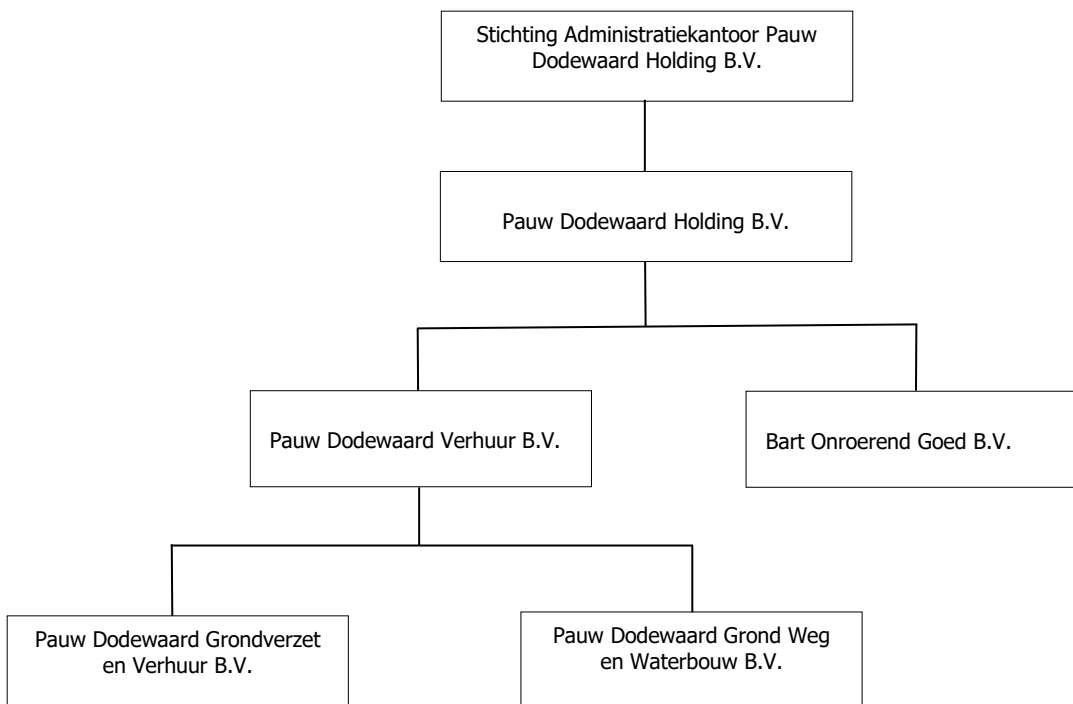 Stichting Administratiekantoor Pauw
Dodewaard Holding B.V.
Pauw Dodewaard Holding B.V.
Pauw Dodewaard Verhuur B.V.
Bart Onroerend Goed B.V.
Pauw Dodewaard Grondverzet
en Verhuur B.V.
Pauw Dodewaard Grond Weg
en Waterbouw B.V.